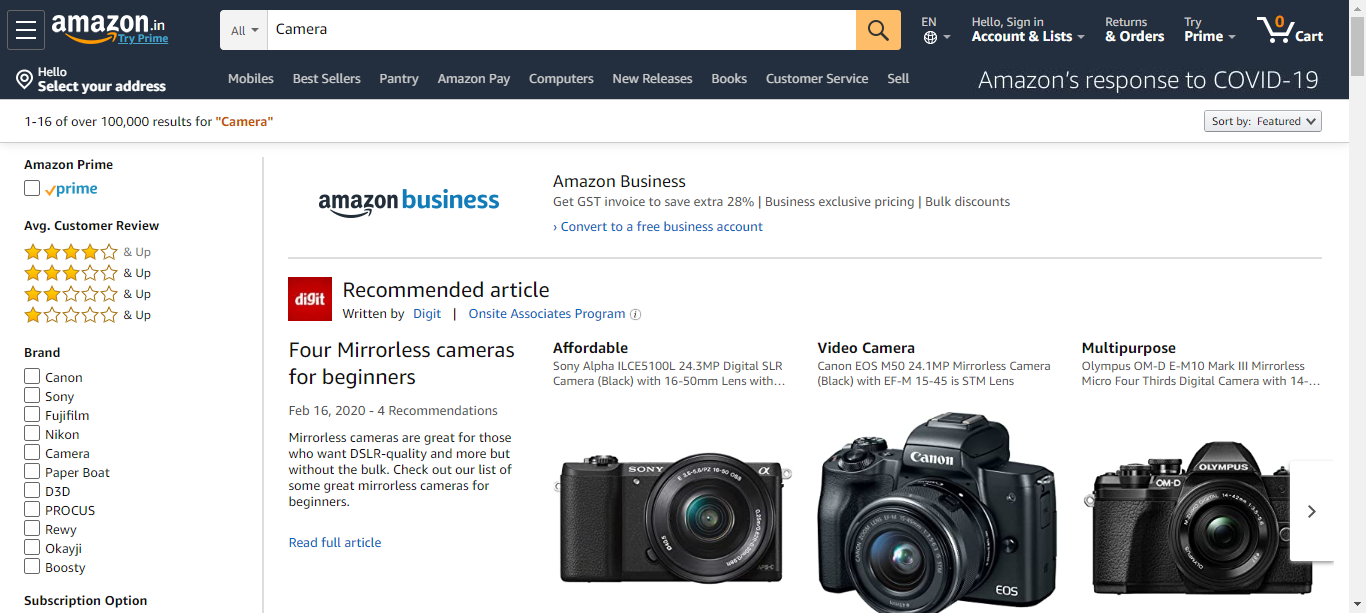 amazon.in
Try Prime
All
Camera
EN
Hello, Sign in
Account & Lists
Returns
& Orders
Try
Prime
0
Cart
Hello
Select your address
Mobiles
Best Sellers
Pantry
Amazon Pay
Computers
New Releases
Books
Customer Service
Sell
Amazon's response to COVID-19
1-16 of over 100,000 results for "Camera"
Sort by: Featured
Amazon Prime
prime
Avg. Customer Review
& Up
& Up
& Up
& Up
Brand
Canon
Sony
Fujifilm
Nikon
Camera
Paper Boat
D3D
PROCUS
Rewy
Okayji
Boosty
Subscription Option
amazon business
Amazon Business
Get GST invoice to save extra 28% | Business exclusive pricing | Bulk discounts
› Convert to a free business account
digit
Recommended article
Written by Digit | Onsite Associates Program
Four Mirrorless cameras
for beginners
Feb 16, 2020 - 4 Recommendations
Mirrorless cameras are great for those
who want DSLR-quality and more but
without the bulk. Check out our list of
some great mirrorless cameras for
beginners.
Read full article
Affordable
Sony Alpha ILCE5100L 24.3MP Digital SLR
Camera (Black) with 16-50mm Lens with...
SONY
α
Video Camera
Canon EOS M50 24.1MP Mirrorless Camera
(Black) with EF-M 15-45 is STM Lens
Canon
EOS
Multipurpose
Olympus OM-D E-M10 Mark III Mirrorless
Micro Four Thirds Digital Camera with 14-...
OLYMPUS
OM-D